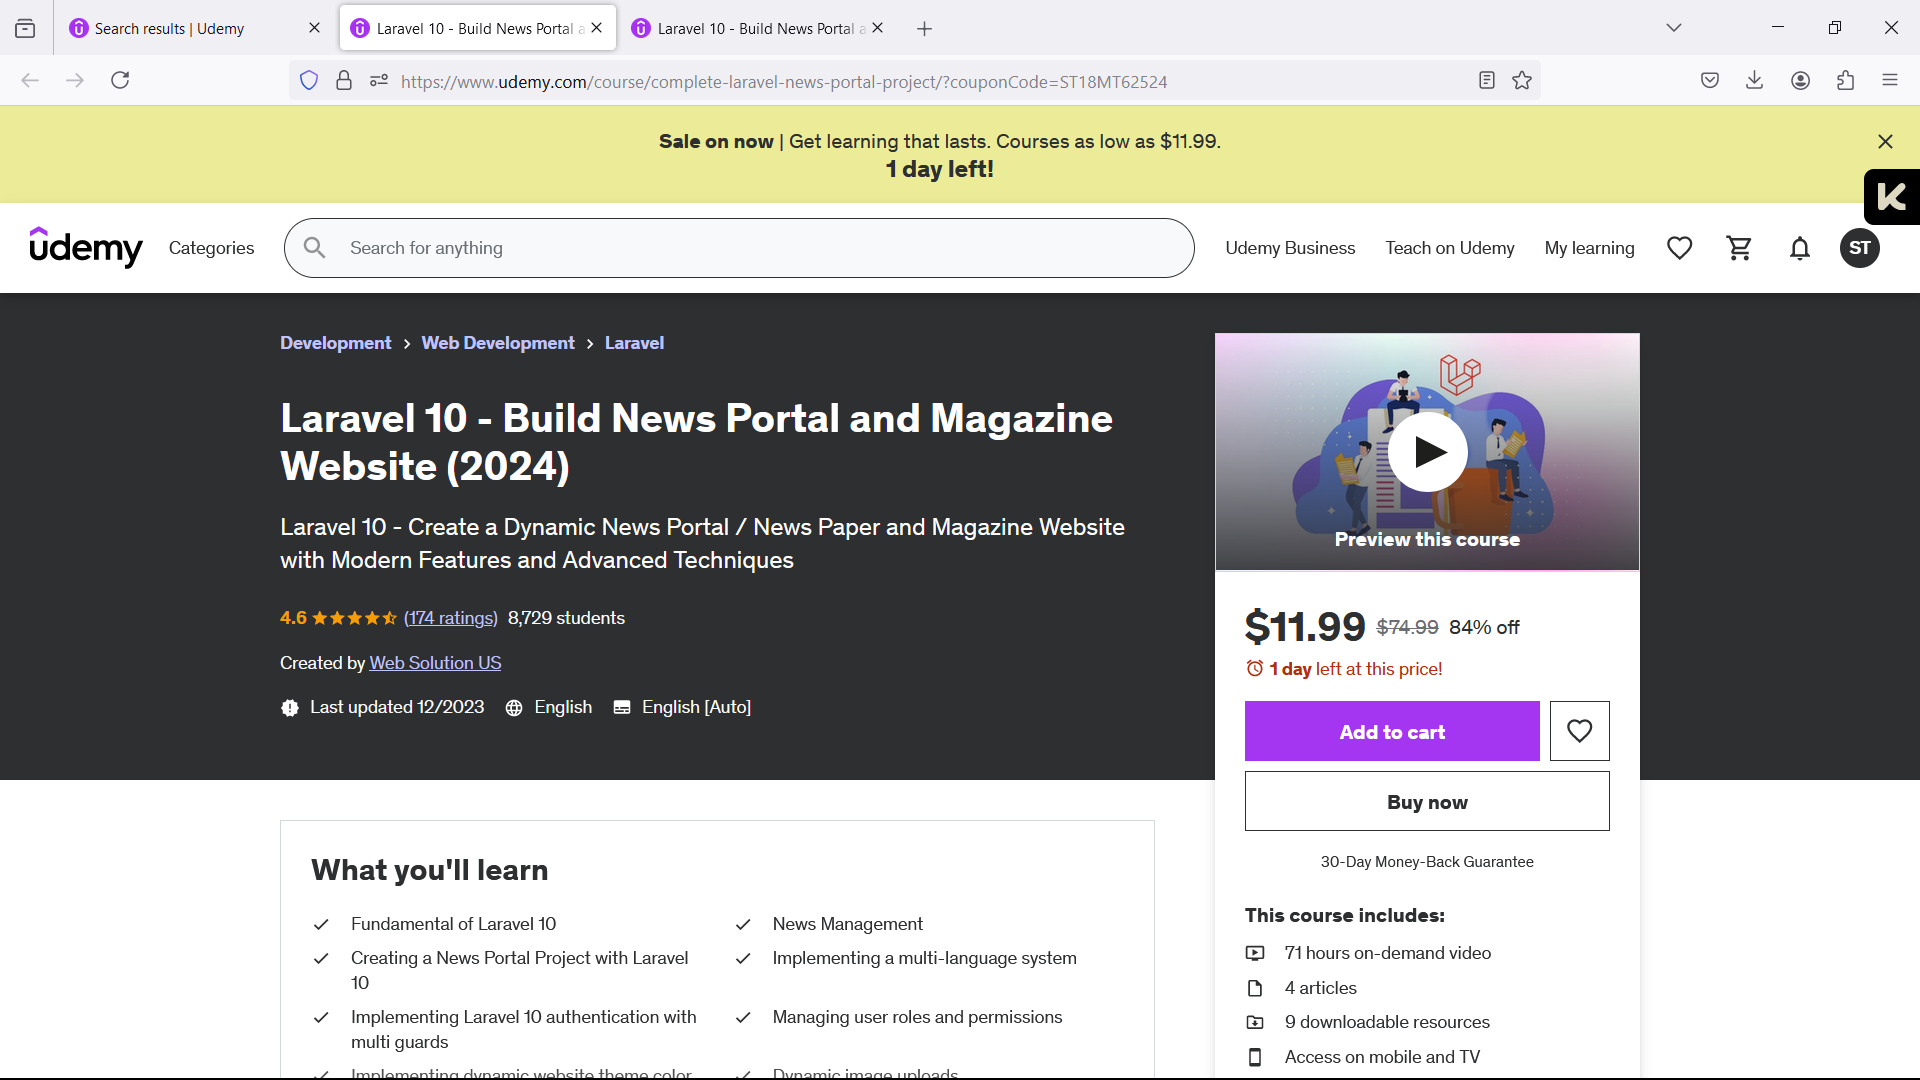 Search results | Udemy
Laravel 10 - Build News Portal a
Laravel 10 - Build News Portal a
https://www.udemy.com/course/complete-laravel-news-portal-project/?couponCode=ST18MT62524
Sale on now | Get learning that lasts. Courses as low as $11.99.
1 day left!
K
udemy
Categories
Search for anything
Udemy Business
Teach on Udemy
My learning
ST
Development > Web Development > Laravel
Laravel 10 - Build News Portal and Magazine
Website (2024)
Laravel 10 - Create a Dynamic News Portal / News Paper and Magazine Website
with Modern Features and Advanced Techniques
4.6 (174 ratings) 8,729 students
Created by Web Solution US
Last updated 12/2023 English English [Auto]
Preview this course
$11.99 $74.99 84% off
1 day left at this price!
Add to cart
Buy now
30-Day Money-Back Guarantee
This course includes:
71 hours on-demand video
4 articles
9 downloadable resources
Access on mobile and TV
What you'll learn
Fundamental of Laravel 10
Creating a News Portal Project with Laravel
10
Implementing Laravel 10 authentication with
multi guards
Implementing dynamic website theme color
News Management
Implementing a multi-language system
Managing user roles and permissions
Dynamic image uploads